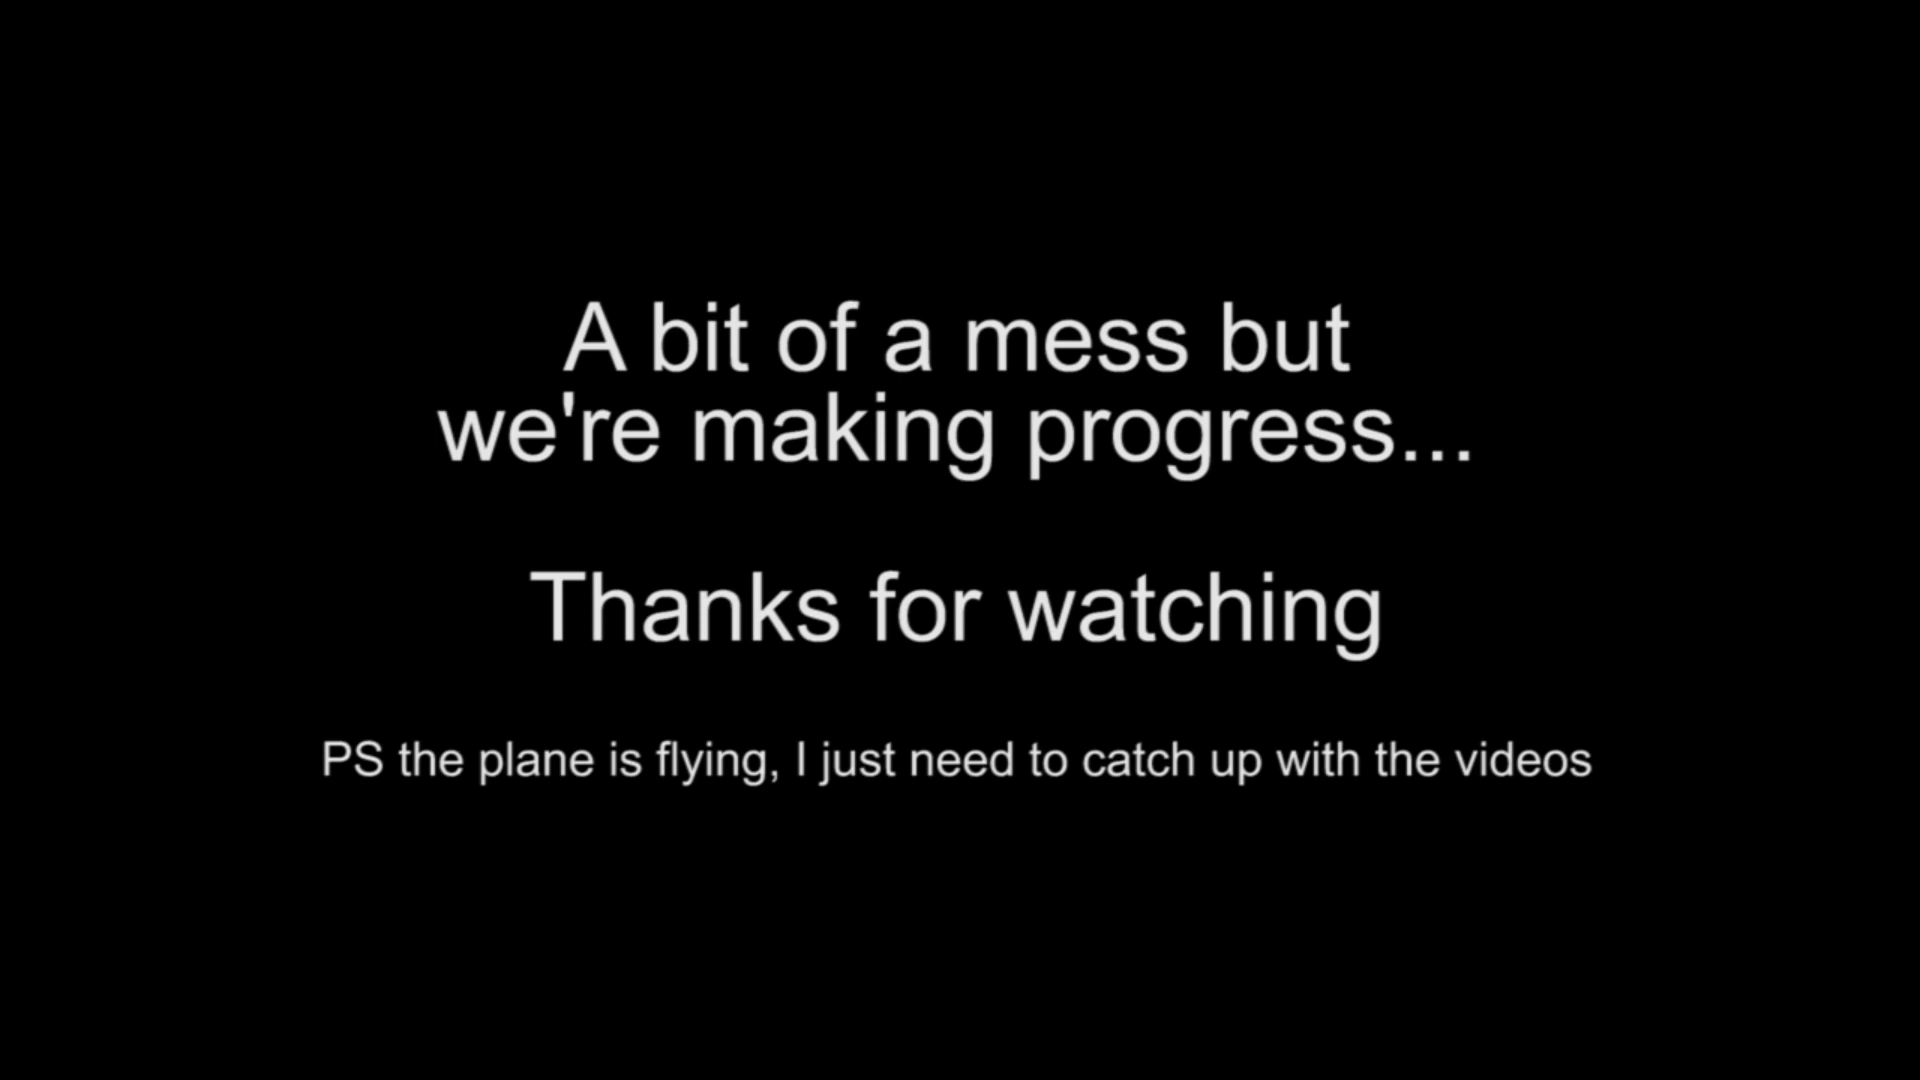 A bit of a mess but
we're making progress...
Thanks for watching
PS the plane is flying, I just need to catch up with the videos